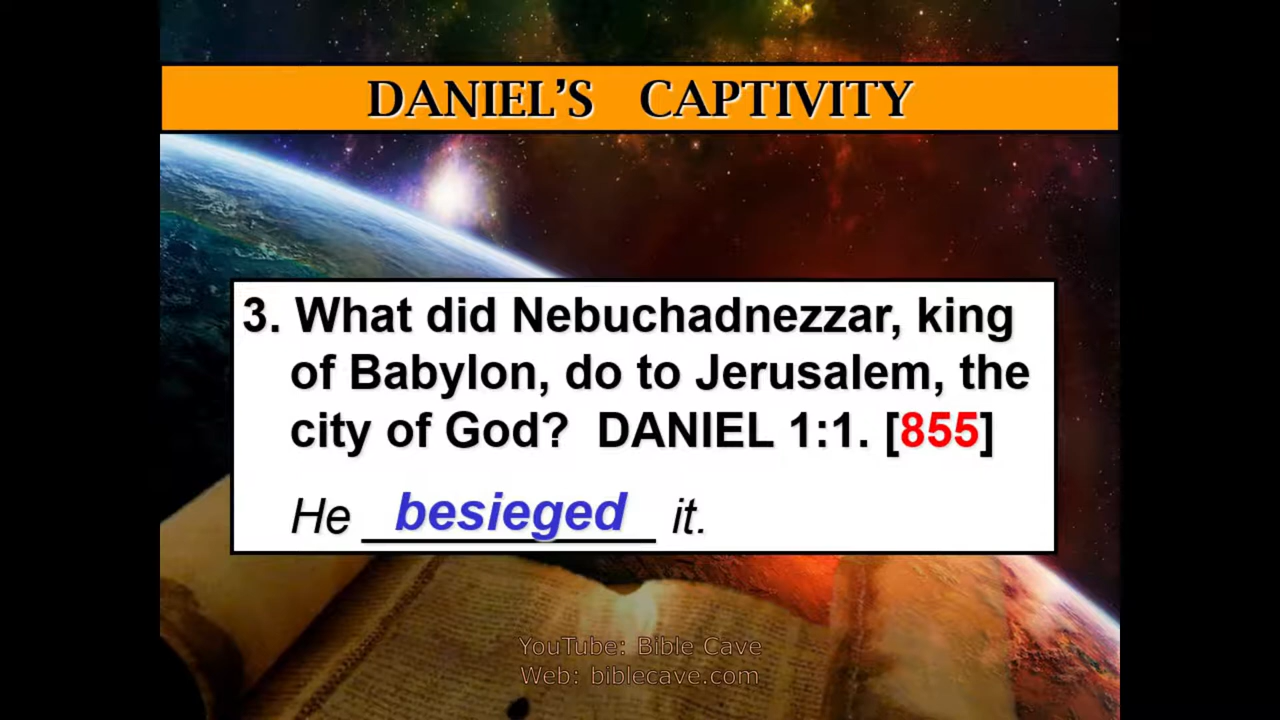 DANIEL'S CAPTIVITY
3. What did Nebuchadnezzar, king
of Babylon, do to Jerusalem, the
city of God? DANIEL 1:1. [855]
He besieged it.
YouTube: Bible Cave
Web: biblecave.com